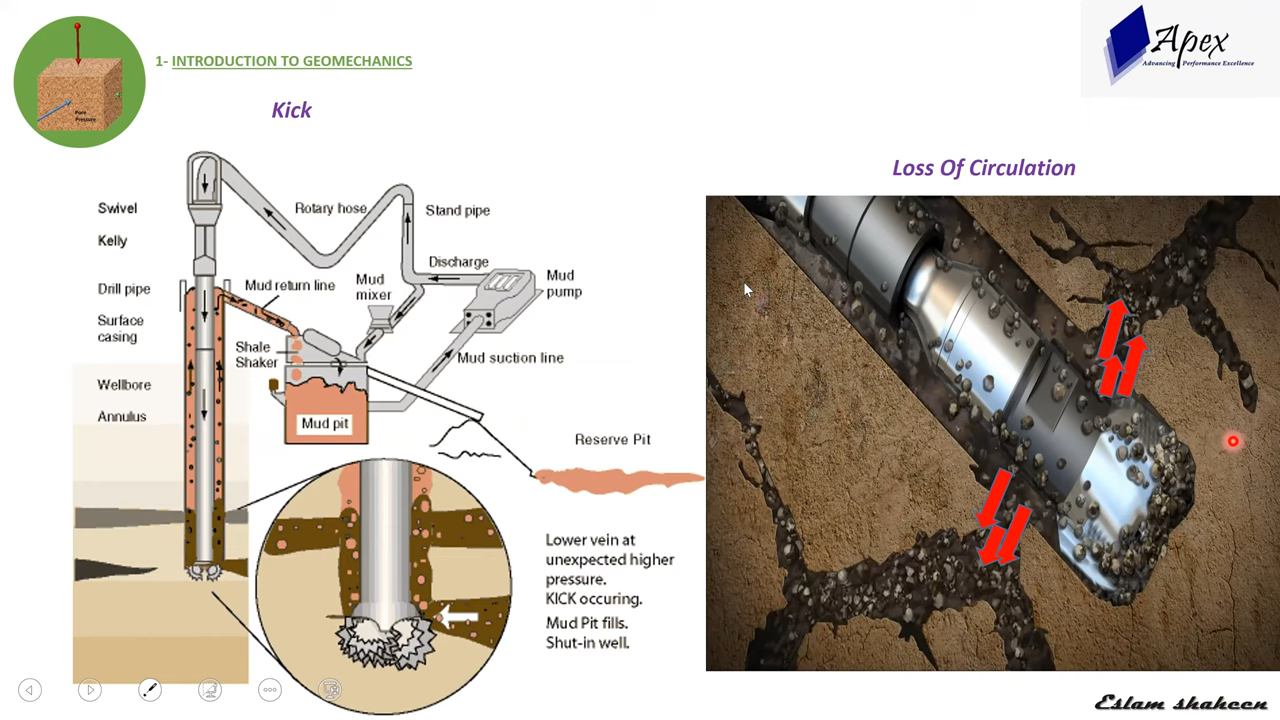 1- INTRODUCTION TO GEOMECHANICS
Pore
Pressure
Apex
Advancing Performance Excellence
Kick
Swivel
Kelly
Drill pipe
Surface
casing
Wellbore
Annulus
Rotary hose
Stand pipe
Discharge
Mud return line
Mud
mixer
Mud
pump
Shale
Shaker
Mud suction line
Mud pit
Reserve Pit
Lower vein at
unexpected higher
pressure.
KICK occuring.
Mud Pit fills.
Shut-in well.
Loss Of Circulation
Eslam shaheen